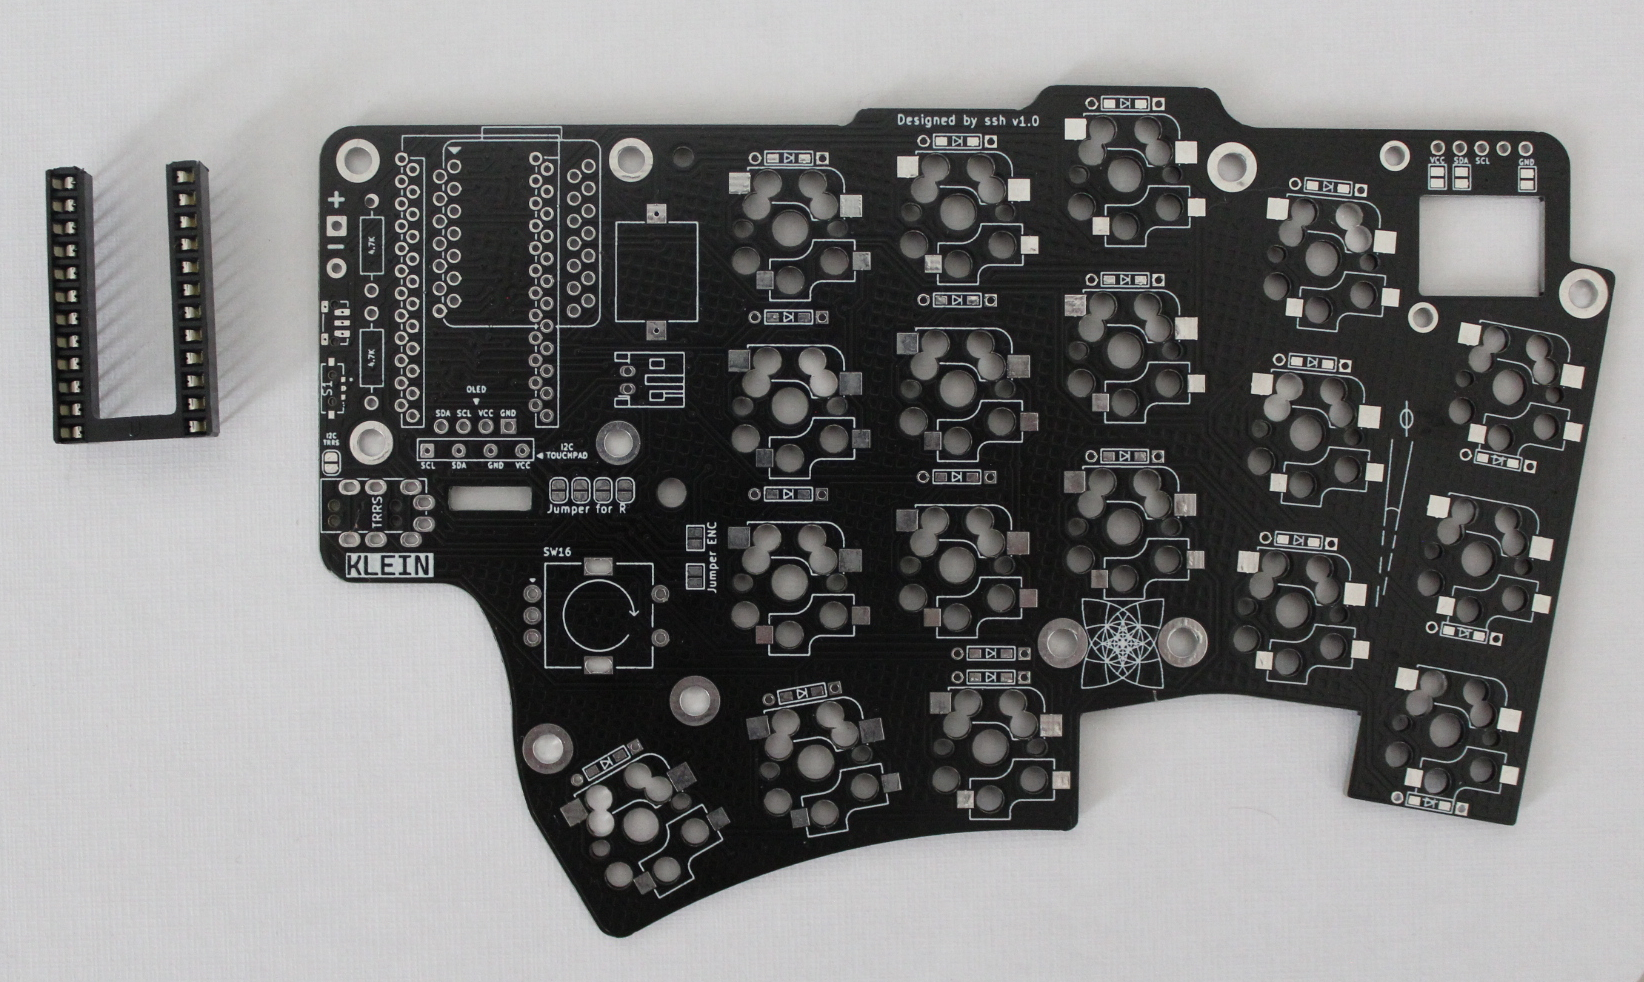 Designed by ssh v1.0
VCC SDA SCL GND
+
4.7K
4.7K
S1
OLED
SDA SCL VCC GND
I2C
TRRS
I2C
TOUCHPAD
SCL SDA GND VCC
TRRS
Jumper for R
Jumper ENC
KLEIN
SW16